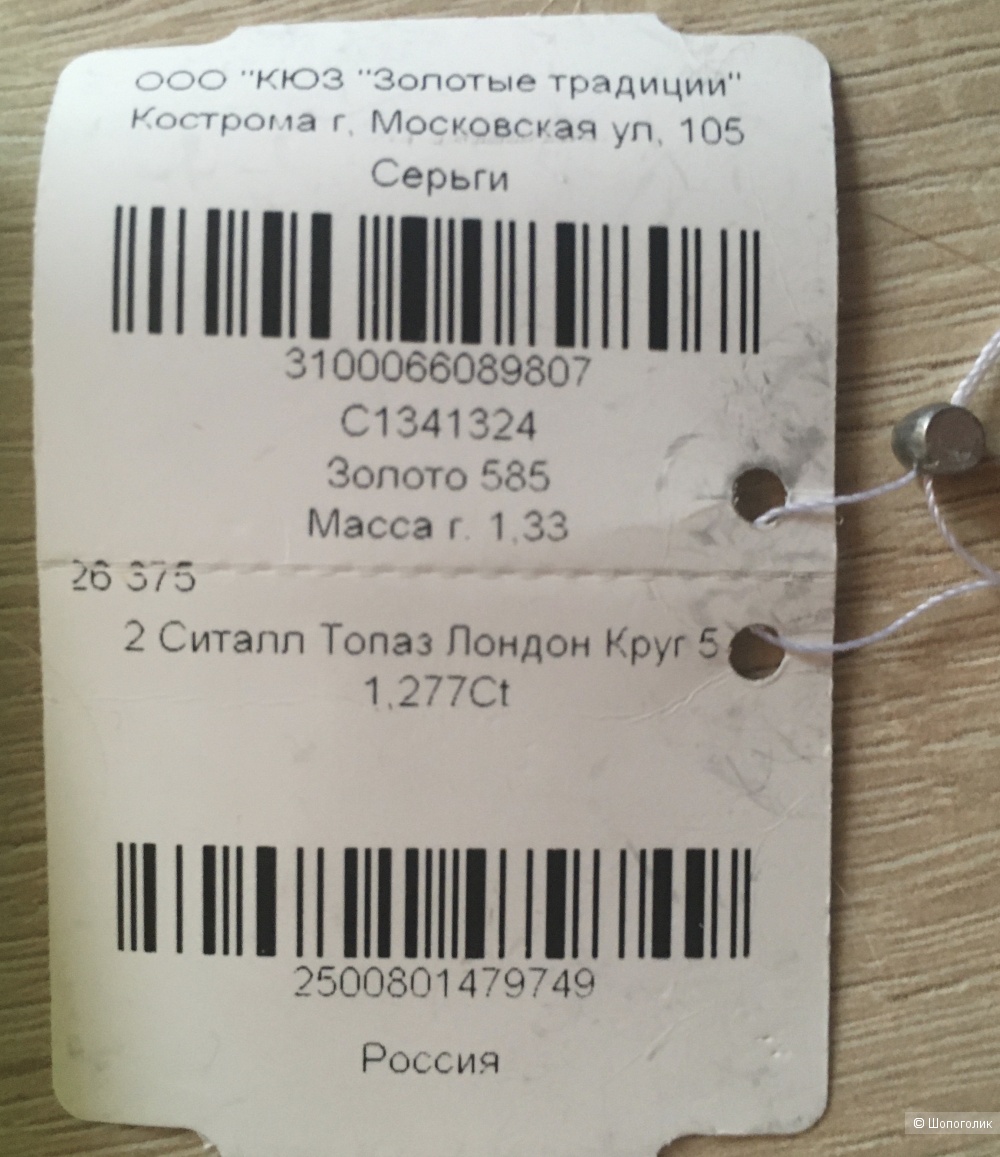 ООО "КЮЗ "Золотые традиции"
Кострома г, Московская ул, 105
Серьги
3100066089807
С1341324
Золото 585
Масса г. 1,33
26 375
2 Ситалл Топаз Лондон Круг 5
1,277Ct
2500801479749
Россия
© Шопоголик